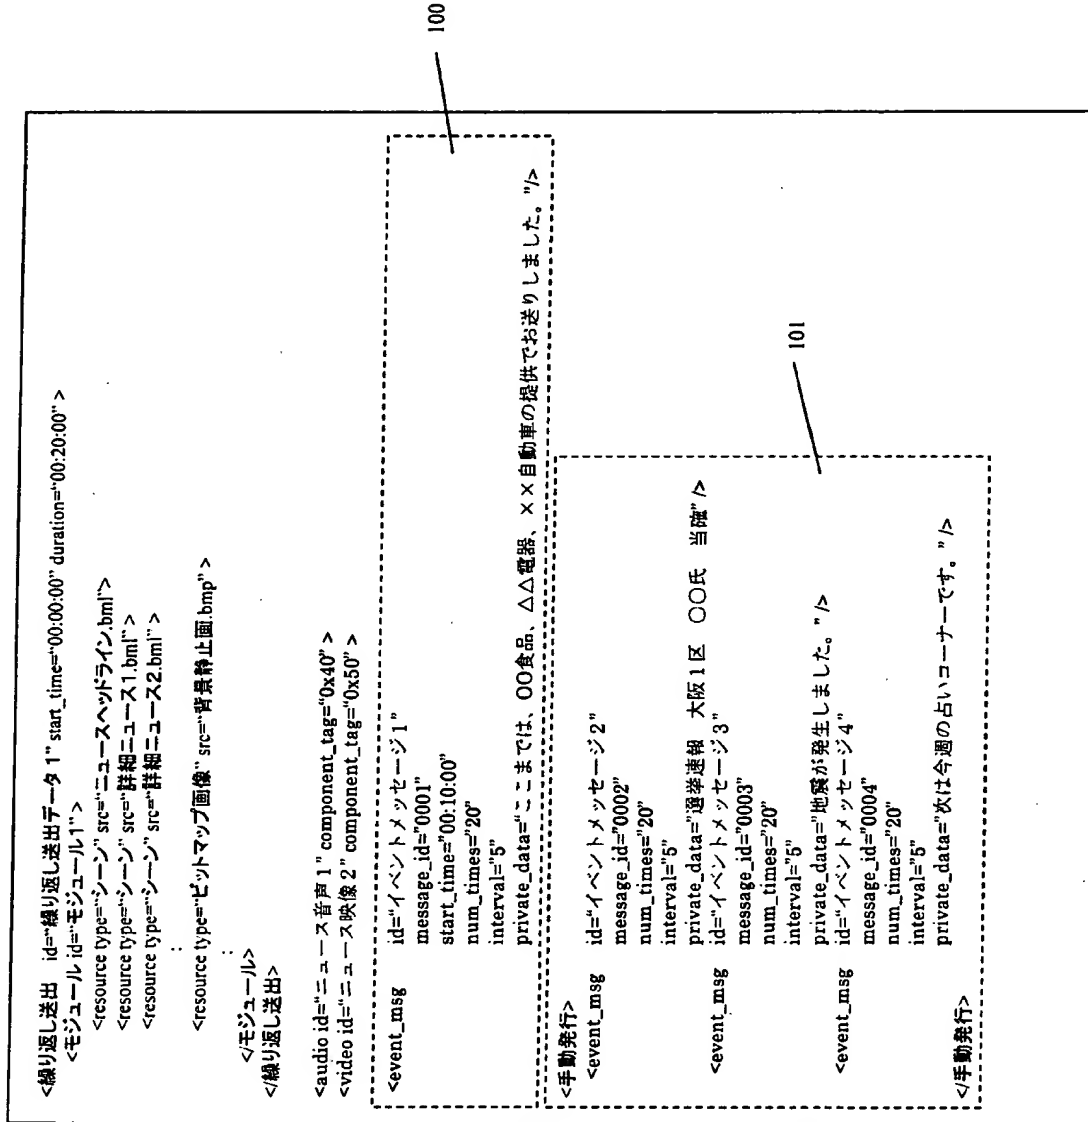 <繰り返し送出 id="繰り返し送出データ1" start_time="00:00:00" duration="00:20:00" >
<モジュール id="モジュール1" >
<resource type="シーン" src="ニュースヘッドライン.bml">
<resource type="シーン" src="詳細ニュース1.bml" >
<resource type="シーン" src="詳細ニュース2.bml" >
:
<resource type="ビットマップ画像" src="背景静止画.bmp" >
:
</モジュール>
</繰り返し送出>
<audio id="ニュース音声1" component_tag="0x40" >
<video id="ニュース映像2" component_tag="0x50" >
<event_msg id="イベントメッセージ1"
message_id="0001"
start_time="00:10:00"
num_times="20"
interval="5"
private_data="ここまでは、〇〇食品、△△電器、××自動車の提供でお送りしました。"/>
100
<手動発行>
<event_msg id="イベントメッセージ2"
message_id="0002"
num_times="20"
interval="5"
private_data="選挙速報 大阪1区 〇〇氏 当確"/>
<event_msg id="イベントメッセージ3"
message_id="0003"
num_times="20"
interval="5"
private_data="地震が発生しました。"/>
<event_msg id="イベントメッセージ4"
message_id="0004"
num_times="20"
interval="5"
private_data="次は今週の占いコーナーです。"/>
</手動発行>
101